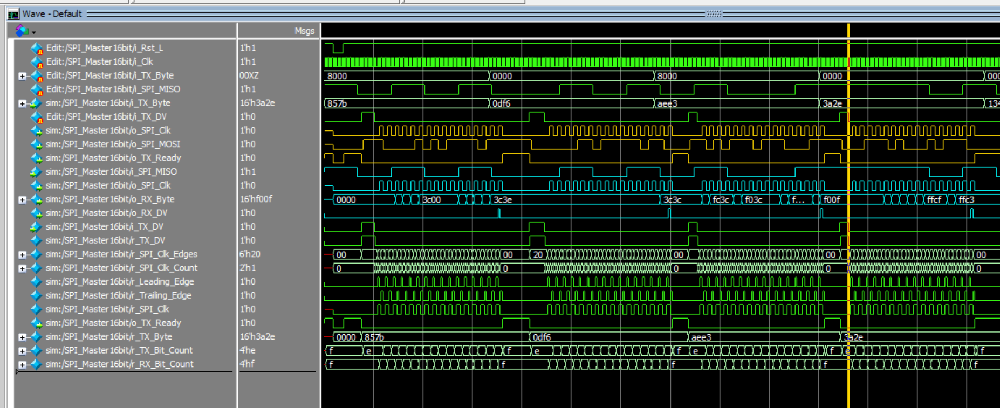 Wave - Default
Msgs
Edit:/SPI_Master16bit/i_Rst_L 1'h1
Edit:/SPI_Master16bit/i_Clk 1'h1
Edit:/SPI_Master16bit/i_TX_Byte 00XZ 8000 0000 8000 0000
Edit:/SPI_Master16bit/i_SPI_MISO 1'h1
sim:/SPI_Master16bit/i_TX_Byte 16'h3a2e 857b 0df6 aee3 3a2e
Edit:/SPI_Master16bit/i_TX_DV 1'h0
sim:/SPI_Master16bit/o_SPI_Clk 1'h0
sim:/SPI_Master16bit/o_SPI_MOSI 1'h0
sim:/SPI_Master16bit/o_TX_Ready 1'h0
sim:/SPI_Master16bit/i_SPI_MISO 1'h1
sim:/SPI_Master16bit/o_SPI_Clk 1'h0
sim:/SPI_Master16bit/o_RX_Byte 16'hf00f 0000 3c00 3c3e 3c3c fc3c f03c f... f00f ffcf ffc3
sim:/SPI_Master16bit/o_RX_DV 1'h0
sim:/SPI_Master16bit/i_TX_DV 1'h0
sim:/SPI_Master16bit/r_TX_DV 1'h0
sim:/SPI_Master16bit/r_SPI_Clk_Edges 6'h20 00 00 20 00 00 00
sim:/SPI_Master16bit/r_SPI_Clk_Count 2'h1 0 0 0 0 0
sim:/SPI_Master16bit/r_Leading_Edge 1'h0
sim:/SPI_Master16bit/r_Trailing_Edge 1'h0
sim:/SPI_Master16bit/r_SPI_Clk 1'h0
sim:/SPI_Master16bit/o_TX_Ready 1'h0
sim:/SPI_Master16bit/r_TX_Byte 16'h3a2e 0000 857b 0df6 aee3 3a2e
sim:/SPI_Master16bit/r_TX_Bit_Count 4'he f e f e f e f e f
sim:/SPI_Master16bit/r_RX_Bit_Count 4'hf f f f f f